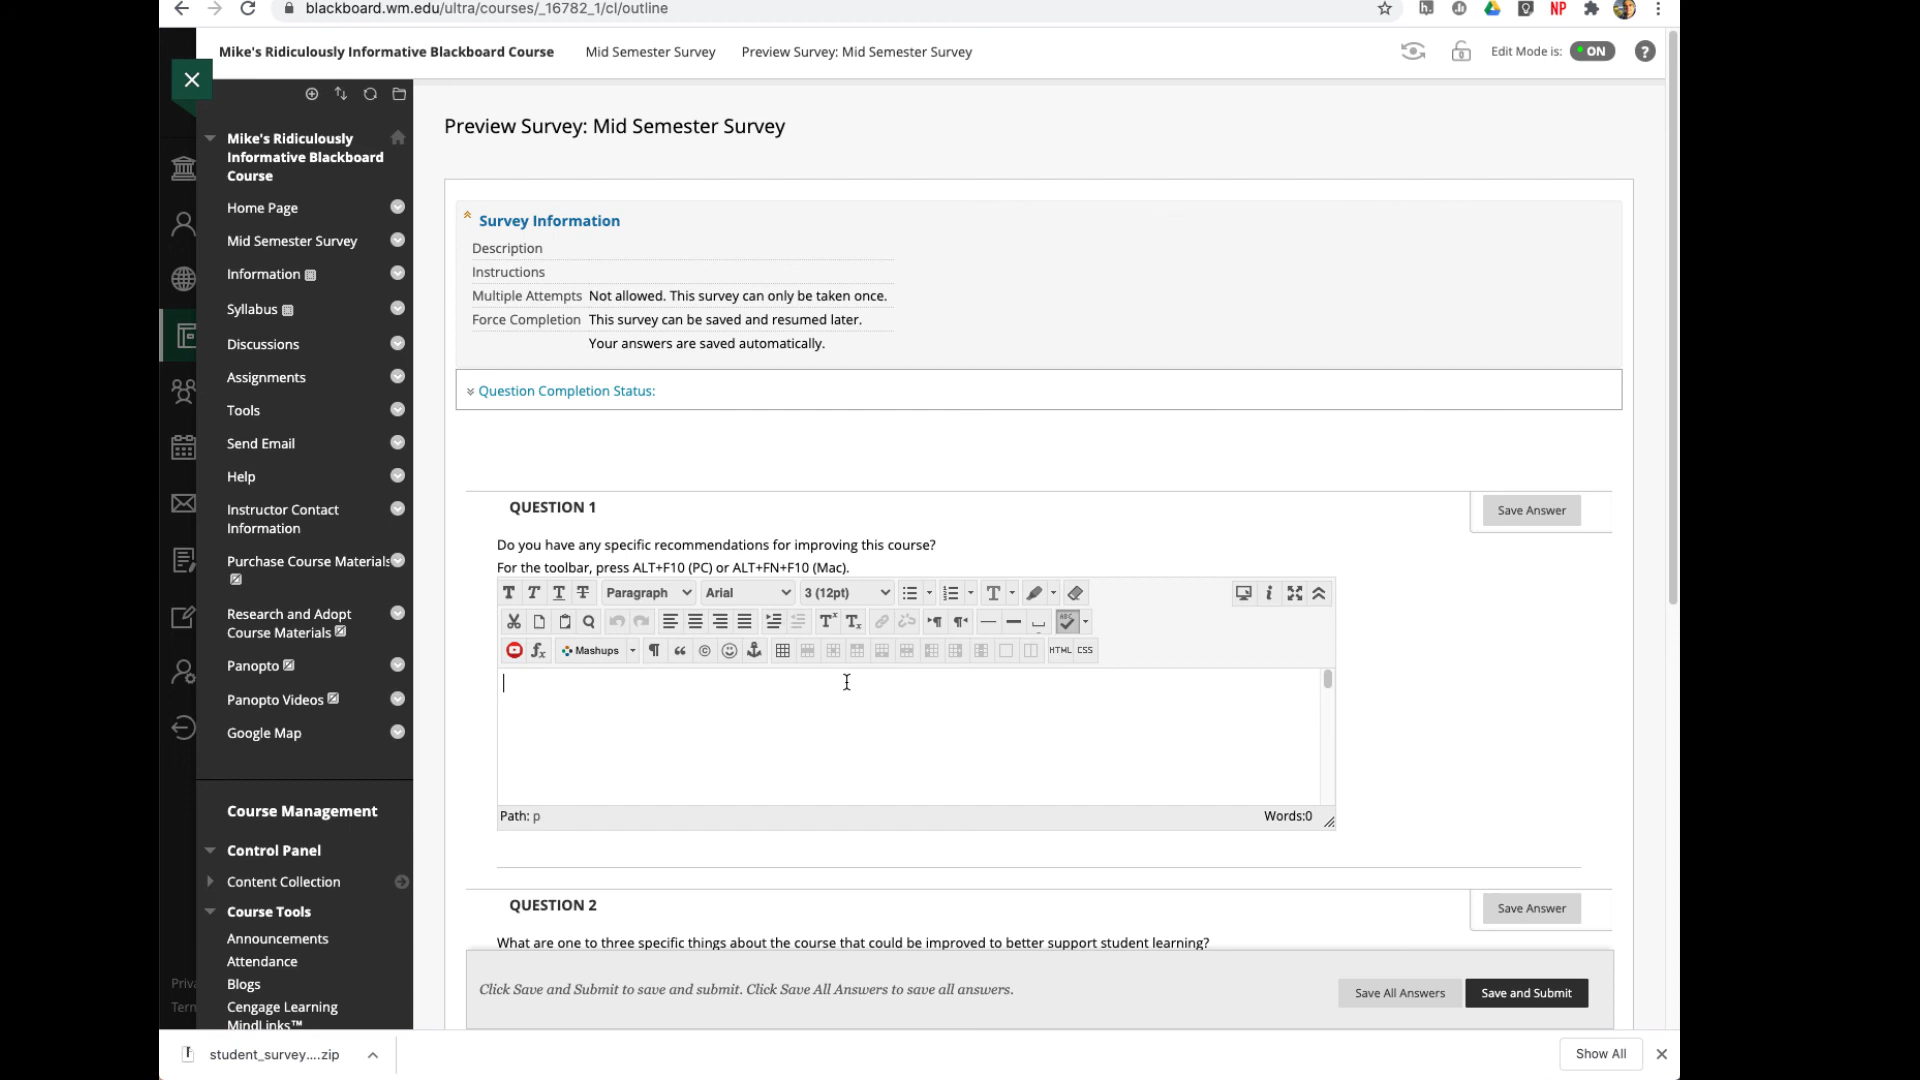 blackboard.wm.edu/ultra/courses/_16782_1/cl/outline
NP
Mike's Ridiculously Informative Blackboard Course
Mid Semester Survey
Preview Survey: Mid Semester Survey
Edit Mode is:
ON
?
Mike's Ridiculously
Informative Blackboard
Course
Home Page
Mid Semester Survey
Information
Syllabus
Discussions
Assignments
Tools
Send Email
Help
Instructor Contact
Information
Purchase Course Materials
Research and Adopt
Course Materials
Panopto
Panopto Videos
Google Map
Course Management
Control Panel
Content Collection
Course Tools
Announcements
Attendance
Blogs
Cengage Learning
MindLinks™
Priva
Term
Preview Survey: Mid Semester Survey
Survey Information
Description
Instructions
Multiple Attempts Not allowed. This survey can only be taken once.
Force Completion This survey can be saved and resumed later.
Your answers are saved automatically.
Question Completion Status:
QUESTION 1
Save Answer
Do you have any specific recommendations for improving this course?
For the toolbar, press ALT+F10 (PC) or ALT+FN+F10 (Mac).
T T T T Paragraph Arial 3 (12pt) T
ABC
Mashups HTML CSS
Path: p
Words:0
QUESTION 2
Save Answer
What are one to three specific things about the course that could be improved to better support student learning?
Click Save and Submit to save and submit. Click Save All Answers to save all answers.
Save All Answers
Save and Submit
student_survey....zip
Show All